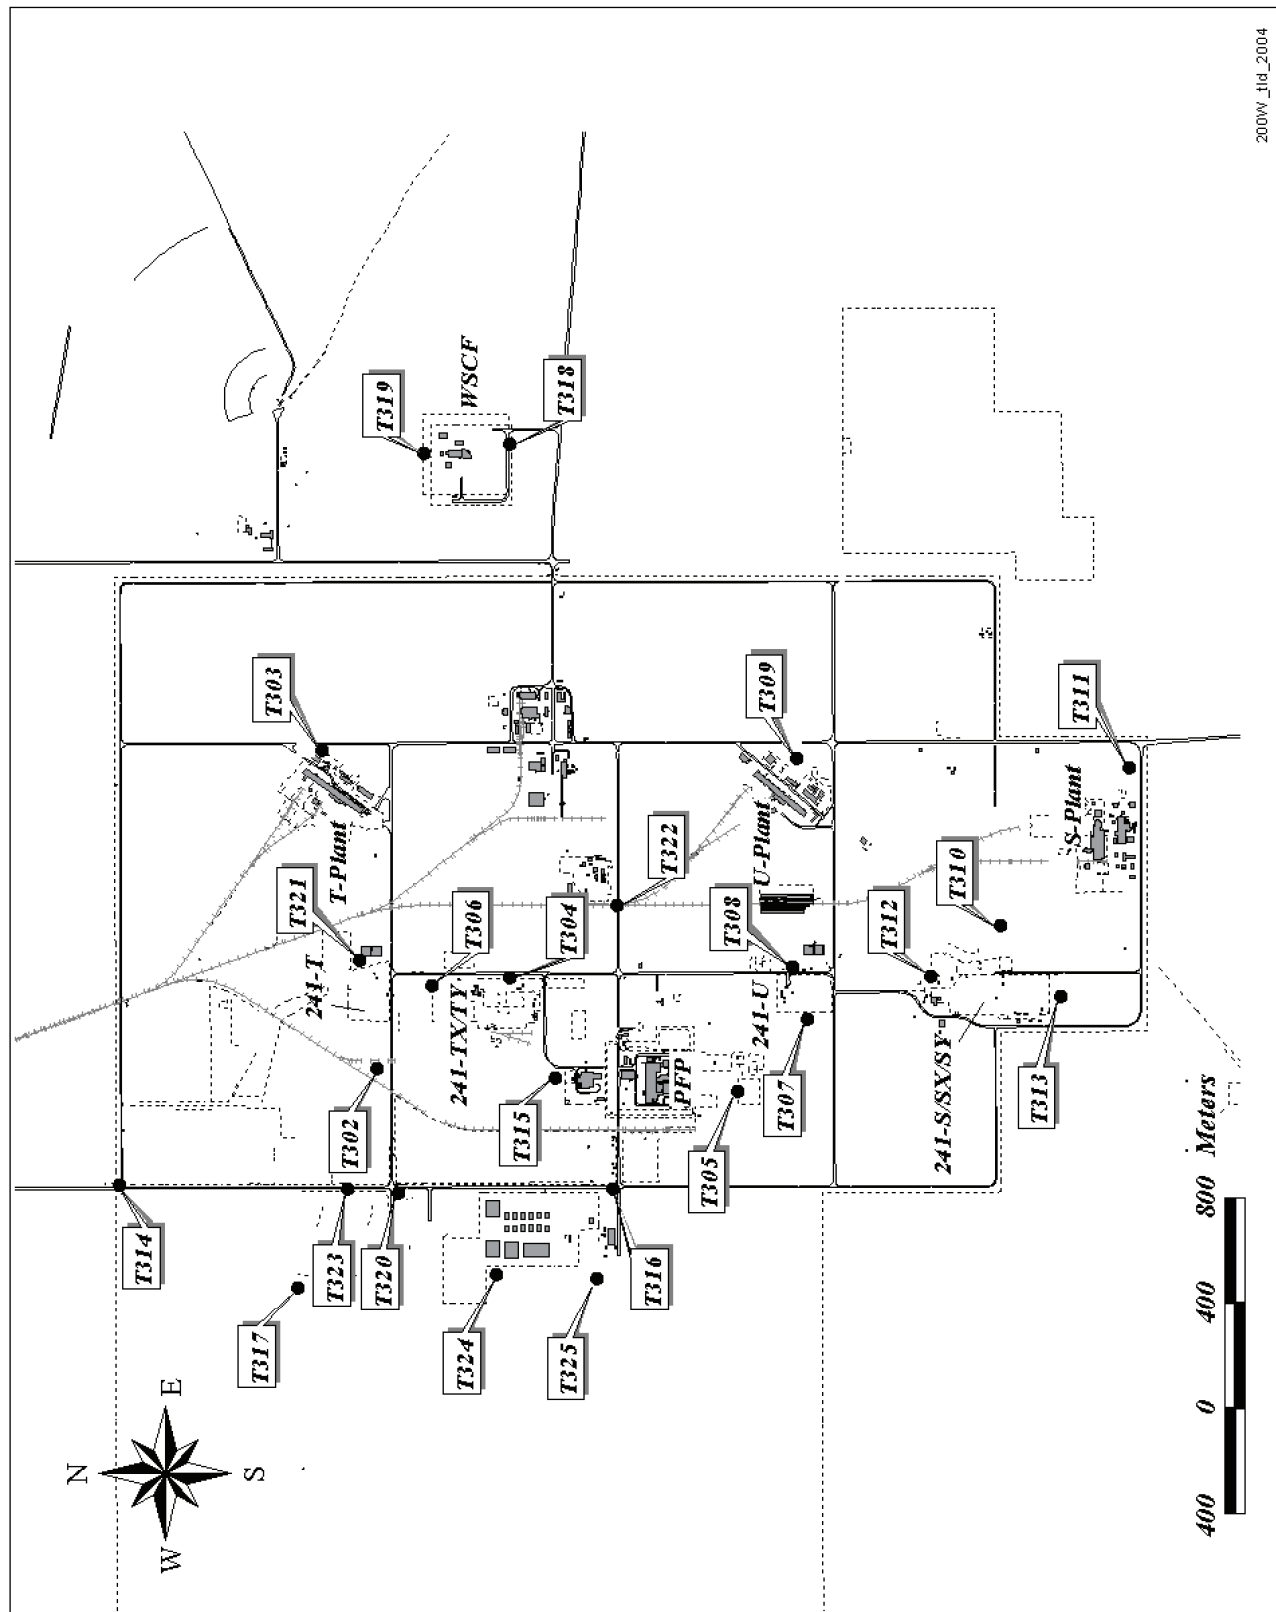 200W_tld_2004
WSCF
T319
T318
T303
T309
T311
T-Plant
U-Plant
S-Plant
T321
T306
T304
T322
T308
T312
T310
241-T
241-TX/TY
241-U
241-S/SX/SY
PFP
T302
T315
T305
T307
T313
T314
T323
T320
T316
T317
T324
T325
N
E
S
W
Meters
400 0 400 800